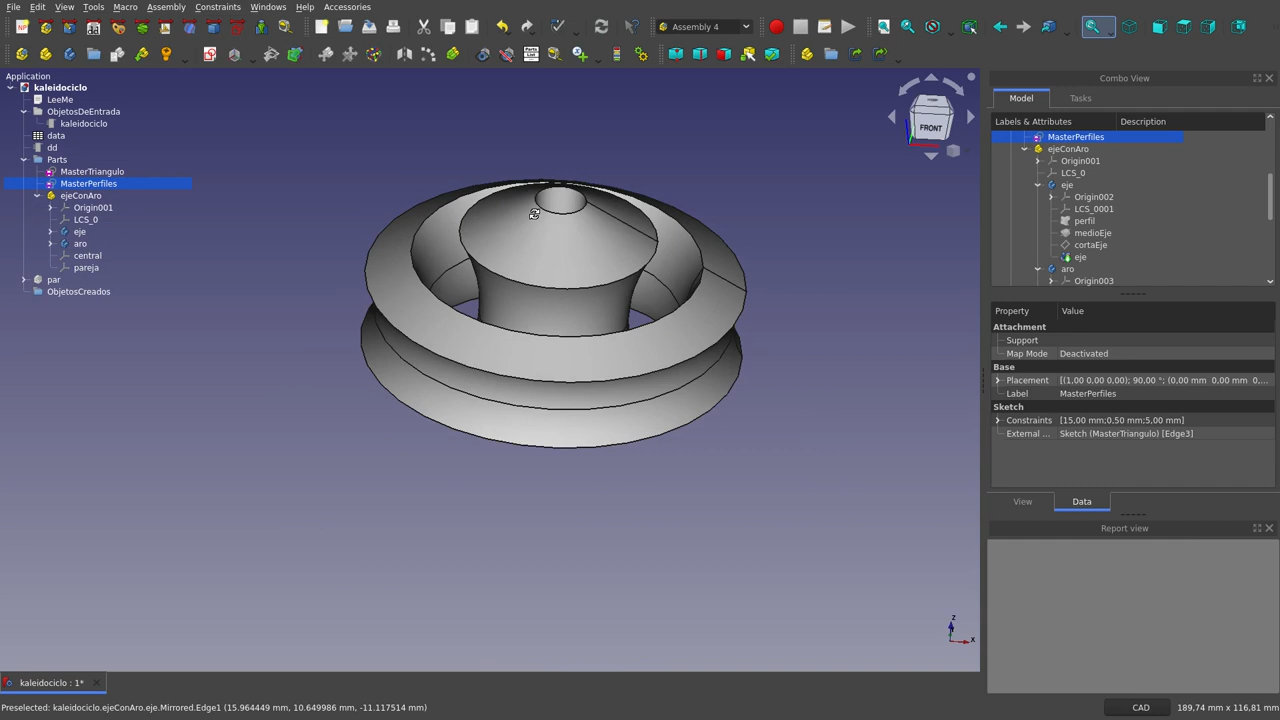 File Edit View Tools Macro Assembly Constraints Windows Help Accessories
Assembly 4
Application
kaleidociclo
LeeMe
ObjetosDeEntrada
kaleidociclo
data
dd
Parts
MasterTriangulo
MasterPerfiles
ejeConAro
Origin001
LCS_0
eje
aro
central
pareja
par
ObjetosCreados
FRONT
z
x
Combo View
Model Tasks
Labels & Attributes Description
MasterPerfiles
ejeConAro
Origin001
LCS_0
eje
Origin002
LCS_0001
perfil
medioEje
cortaEje
eje
aro
Origin003
Property Value
Attachment
Support
Map Mode Deactivated
Base
Placement [(1,00 0,00 0,00); 90,00 °; (0,00 mm 0,00 mm 0,...
Label MasterPerfiles
Sketch
Constraints [15,00 mm;0,50 mm;5,00 mm]
External ... Sketch (MasterTriangulo) [Edge3]
View Data
Report view
kaleidociclo : 1*
Preselected: kaleidociclo.ejeConAro.eje.Mirrored.Edge1 (15.964449 mm, 10.649986 mm, -11.117514 mm)
CAD 189,74 mm x 116,81 mm